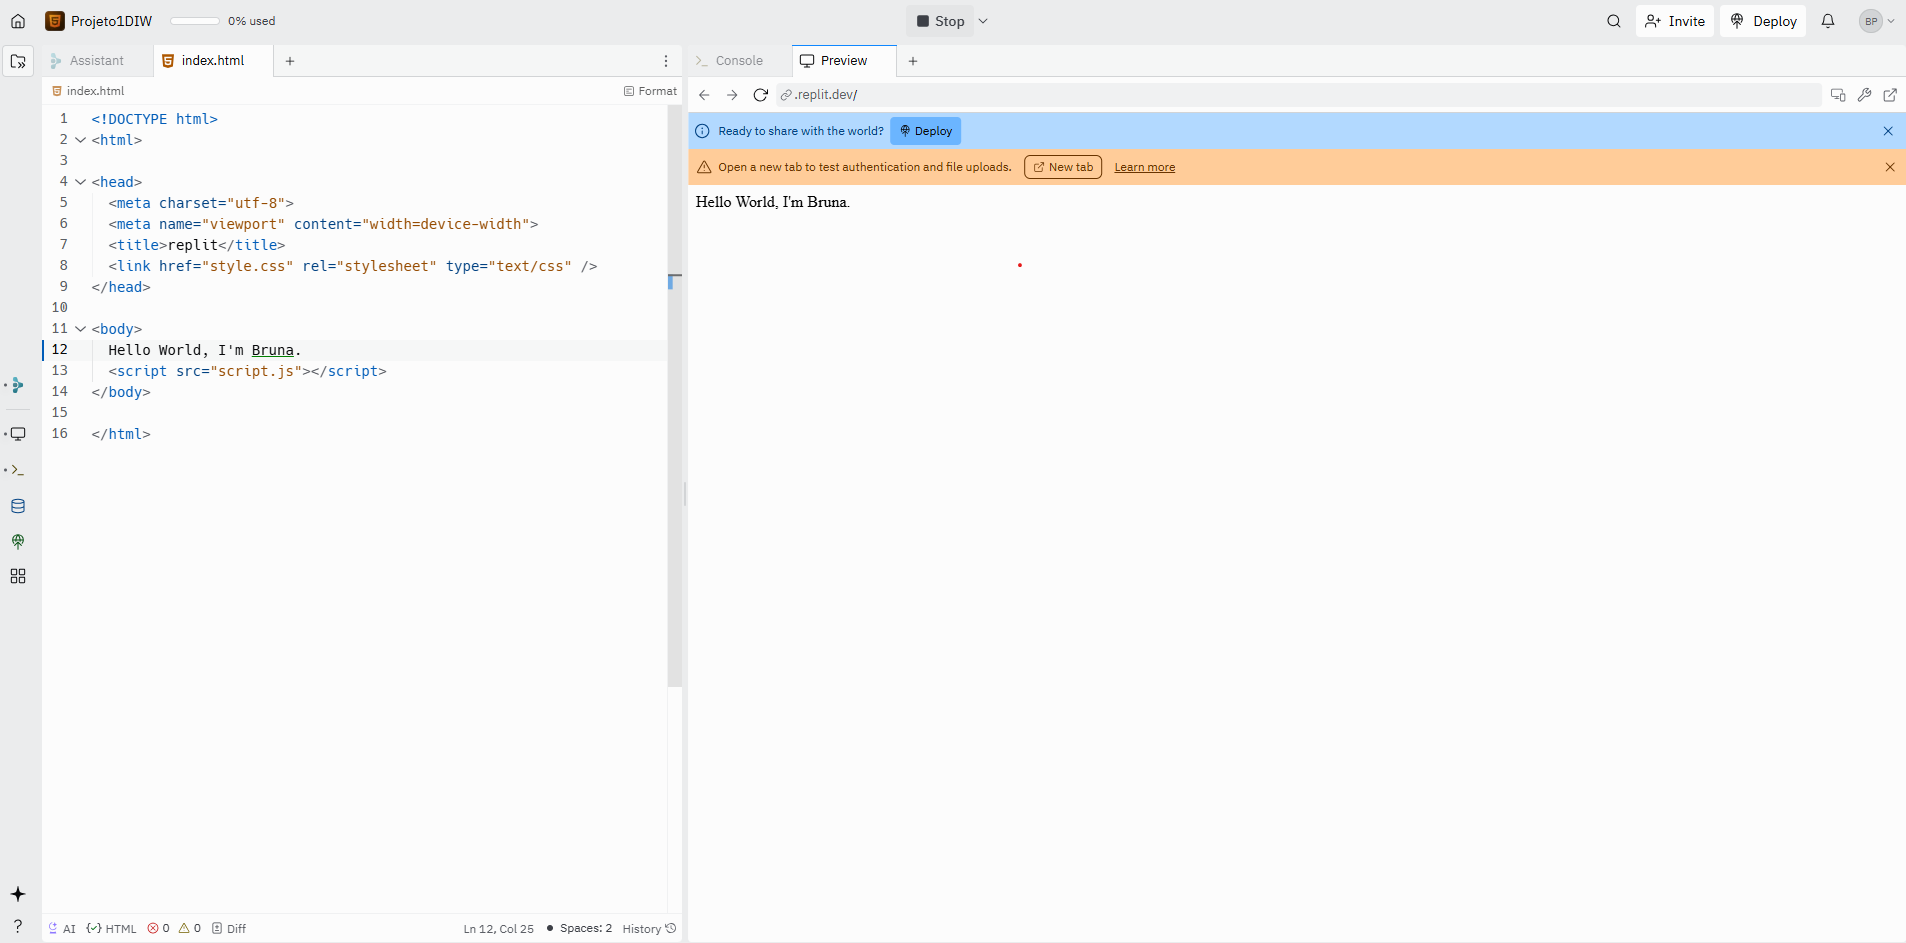 Projeto1DIW 0% used Stop Invite Deploy BP
Assistant index.html
Console Preview
index.html Format
.replit.dev/
1 <!DOCTYPE html>
2 <html>
3
4 <head>
5 <meta charset="utf-8">
6 <meta name="viewport" content="width=device-width">
7 <title>replit</title>
8 <link href="style.css" rel="stylesheet" type="text/css" />
9 </head>
10
11 <body>
12 Hello World, I'm Bruna.
13 <script src="script.js"></script>
14 </body>
15
16 </html>
Ready to share with the world? Deploy
Open a new tab to test authentication and file uploads. New tab Learn more
Hello World, I'm Bruna.
AI HTML 0 0 Diff Ln 12, Col 25 Spaces: 2 History